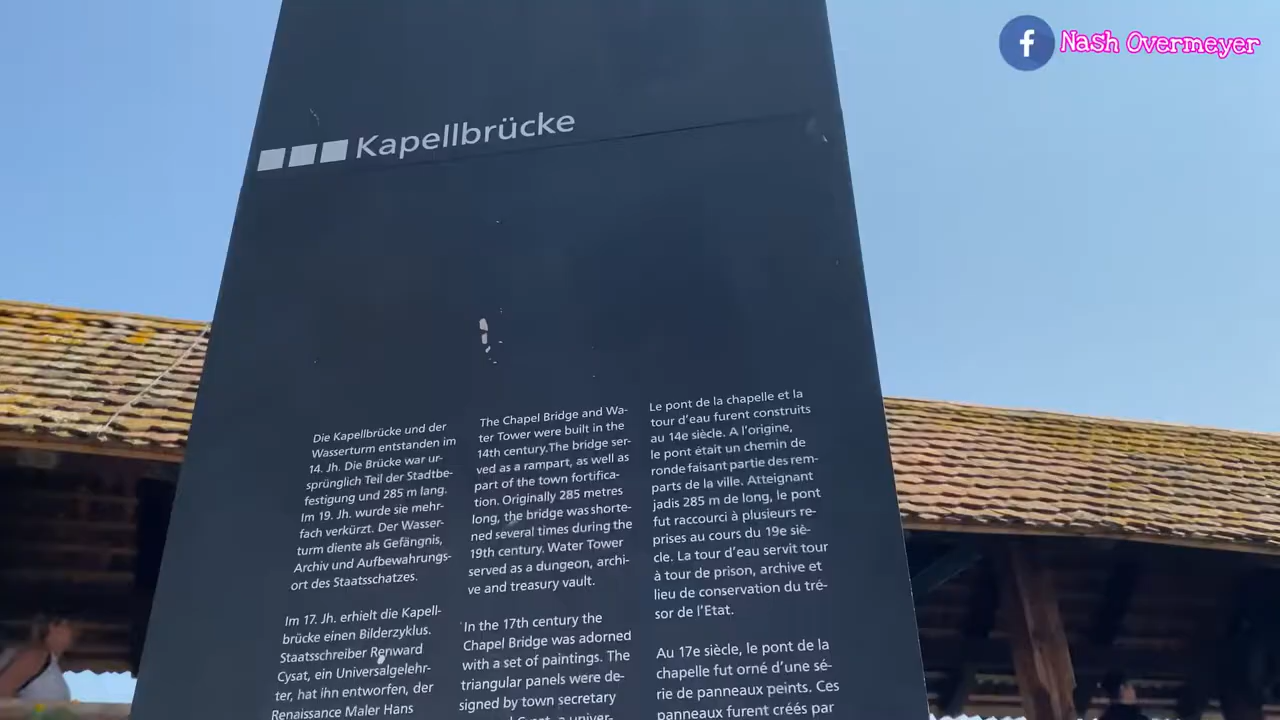 Nash Overmeyer
Kapellbrücke
Die Kapellbrücke und der
Wasserturm entstanden im
14. Jh. Die Brücke war ur-
sprünglich Teil der Stadtbe-
festigung und 285 m lang.
Im 19. Jh. wurde sie mehr-
fach verkürzt. Der Wasser-
turm diente als Gefängnis,
Archiv und Aufbewahrungs-
ort des Staatsschatzes.
Im 17. Jh. erhielt die Kapell-
brücke einen Bilderzyklus.
Staatsschreiber Renward
Cysat, ein Universalgelehr-
ter, hat ihn entworfen, der
Renaissance Maler Hans
The Chapel Bridge and Wa-
ter Tower were built in the
14th century.The bridge ser-
ved as a rampart, as well as
part of the town fortifica-
tion. Originally 285 metres
long, the bridge was shorte-
ned several times during the
19th century. Water Tower
served as a dungeon, archi-
ve and treasury vault.
In the 17th century the
Chapel Bridge was adorned
with a set of paintings. The
triangular panels were de-
signed by town secretary
Le pont de la chapelle et la
tour d'eau furent construits
au 14e siècle. A l'origine,
le pont était un chemin de
ronde faisant partie des rem-
parts de la ville. Atteignant
jadis 285 m de long, le pont
fut raccourci à plusieurs re-
prises au cours du 19e siè-
cle. La tour d'eau servit tour
à tour de prison, archive et
lieu de conservation du tré-
sor de l'Etat.
Au 17e siècle, le pont de la
chapelle fut orné d'une sé-
rie de panneaux peints. Ces
panneaux furent créés par